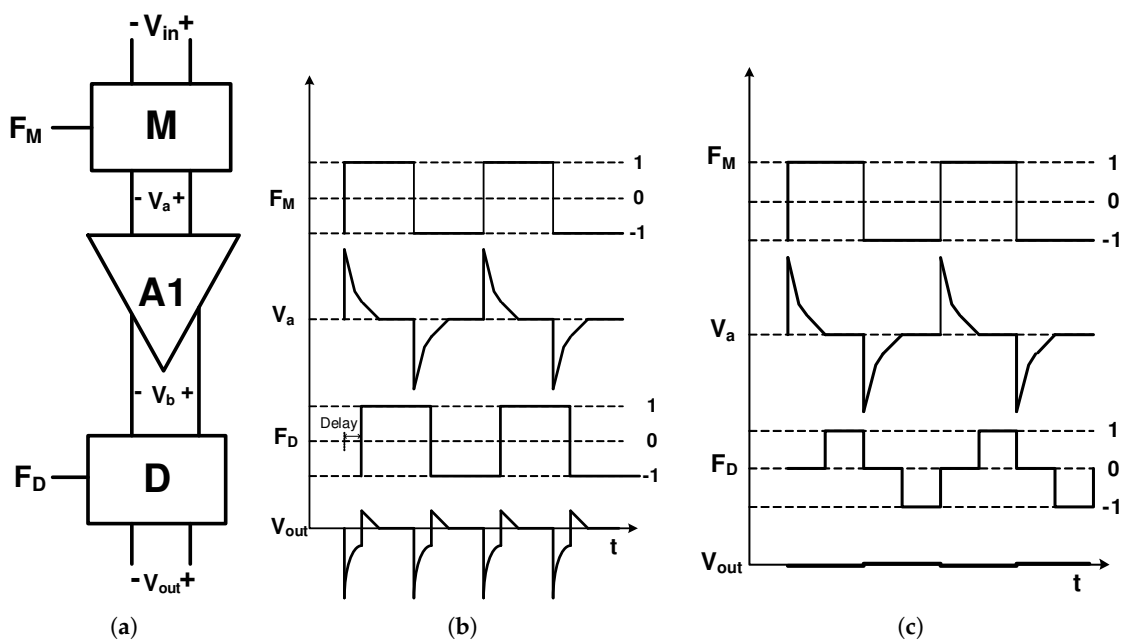 - Vin +
FM
M
- Va +
A1
- Vb +
FD
D
- Vout +
(a)
FM
1
0
-1
Va
Delay
FD
1
0
-1
Vout
t
(b)
FM
1
0
-1
Va
FD
1
0
-1
Vout
t
(c)